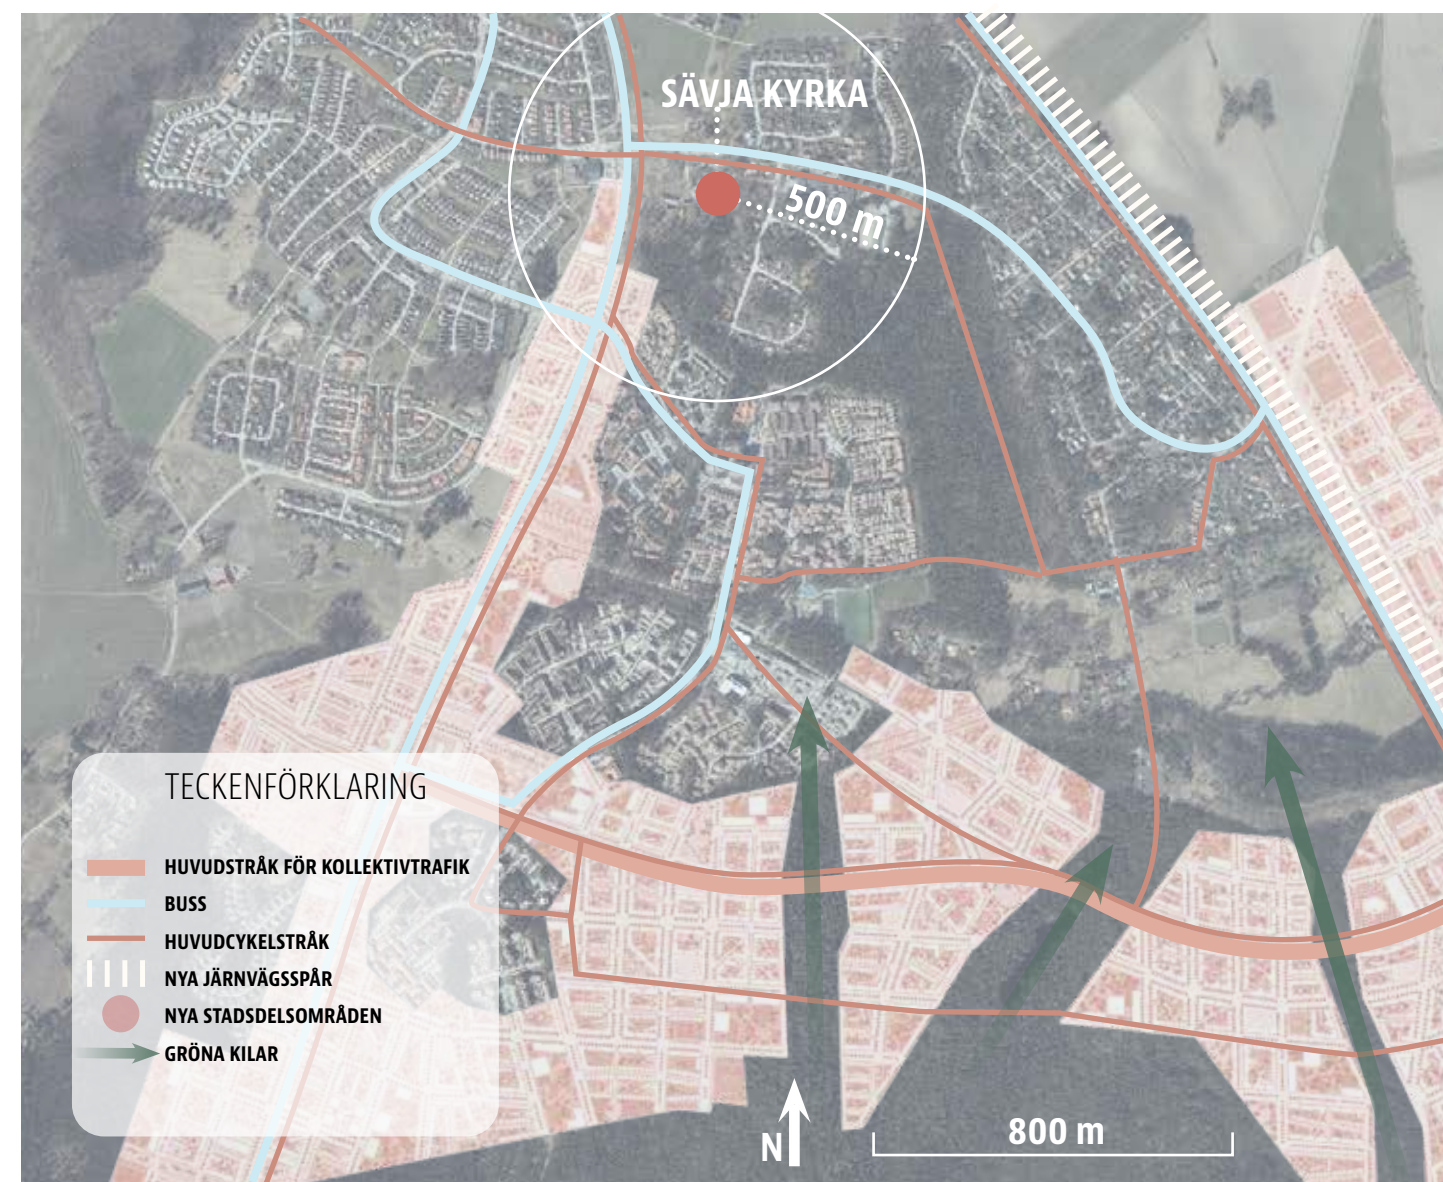 SÄVJA KYRKA
500 m
TECKENFÖRKLARING
HUVUDSTRÅK FÖR KOLLEKTIVTRAFIK
BUSS
HUVUDCYKELSTRÅK
NYA JÄRNVÄGSSPÅR
NYA STADSDELSOMRÅDEN
GRÖNA KILAR
N
800 m